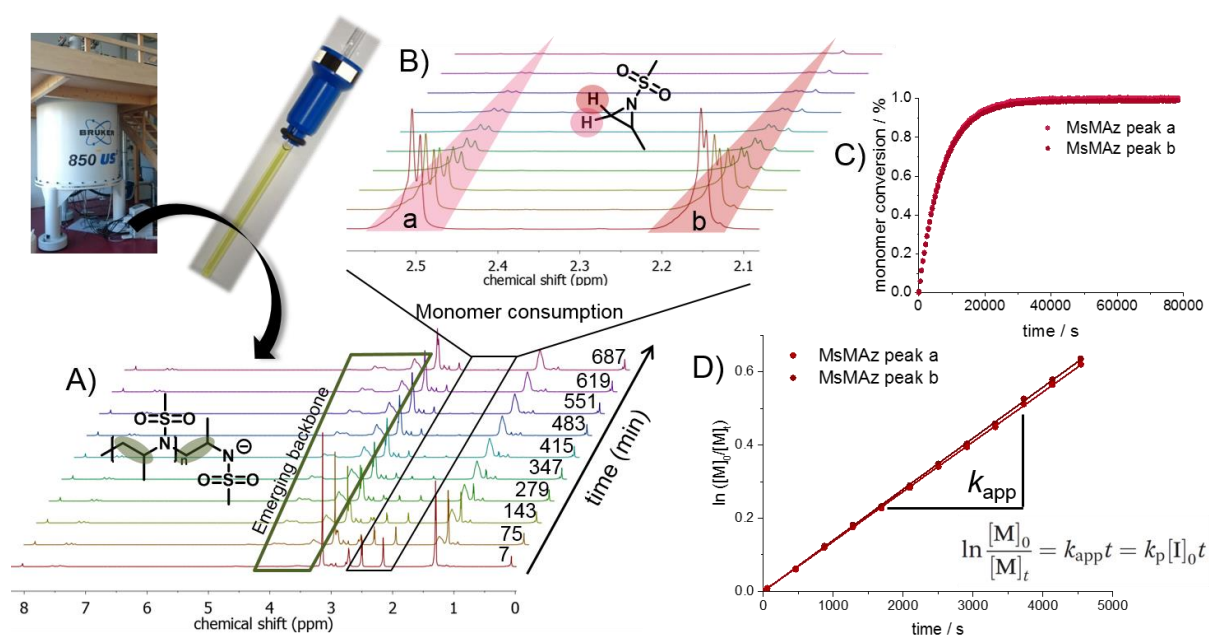 BRUKER
850 US
B)
S
O
O
N
H
H
a
b
2.5
2.4
2.3
2.2
2.1
chemical shift (ppm)
Monomer consumption
C)
monomer conversion / %
1.0
0.8
0.6
0.4
0.2
0.0
MsMAz peak a
MsMAz peak b
0
20000
40000
60000
80000
time / s
A)
O=S=O
N
n
N
⊖
O=S=O
Emerging backbone
687
619
551
483
415
347
279
143
75
7
time (min)
8
7
6
5
4
3
2
1
0
chemical shift (ppm)
D)
MsMAz peak a
MsMAz peak b
ln ([M]0/[M]t)
0.6
0.4
0.2
0.0
kapp
ln [M]0/[M]t = kapp t = kp[I]0 t
0
1000
2000
3000
4000
5000
time / s